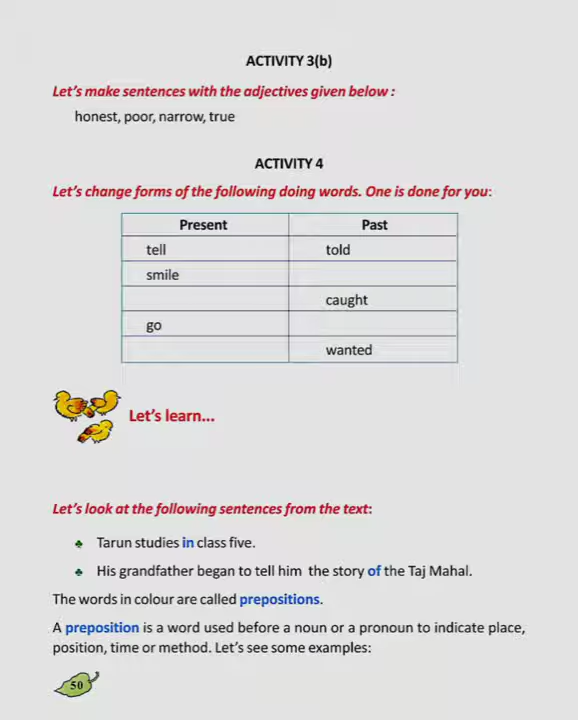 ACTIVITY 3(b)
Let's make sentences with the adjectives given below :
honest, poor, narrow, true
ACTIVITY 4
Let's change forms of the following doing words. One is done for you:
Present Past
tell told
smile
caught
go
wanted
Let's learn...
Let's look at the following sentences from the text:
♣ Tarun studies in class five.
♣ His grandfather began to tell him the story of the Taj Mahal.
The words in colour are called prepositions.
A preposition is a word used before a noun or a pronoun to indicate place,
position, time or method. Let's see some examples:
50